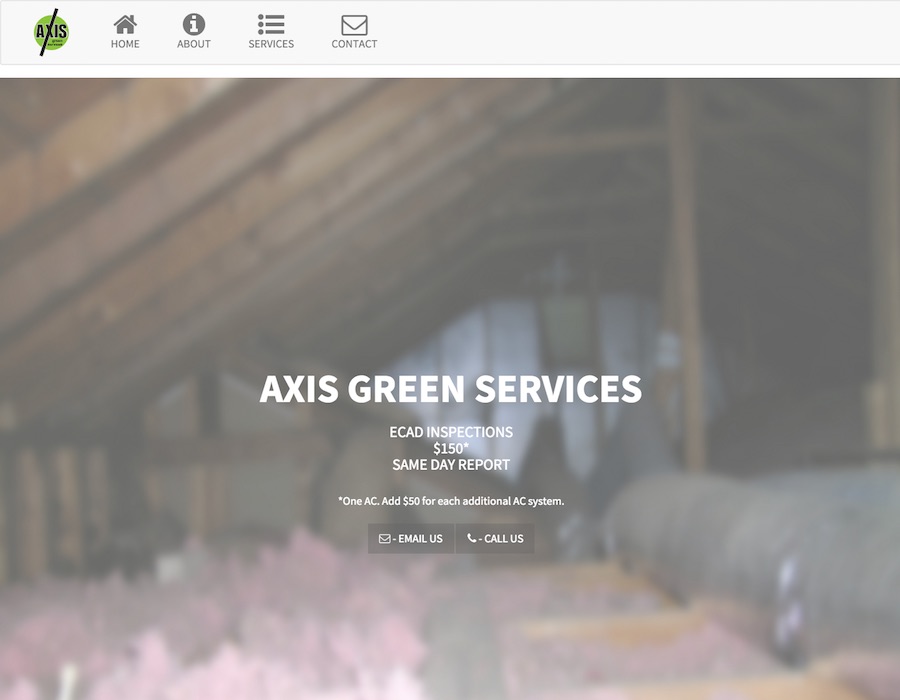 AXIS
HOME
ABOUT
SERVICES
CONTACT
AXIS GREEN SERVICES
ECAD INSPECTIONS
$150*
SAME DAY REPORT
*One AC. Add $50 for each additional AC system.
- EMAIL US
- CALL US